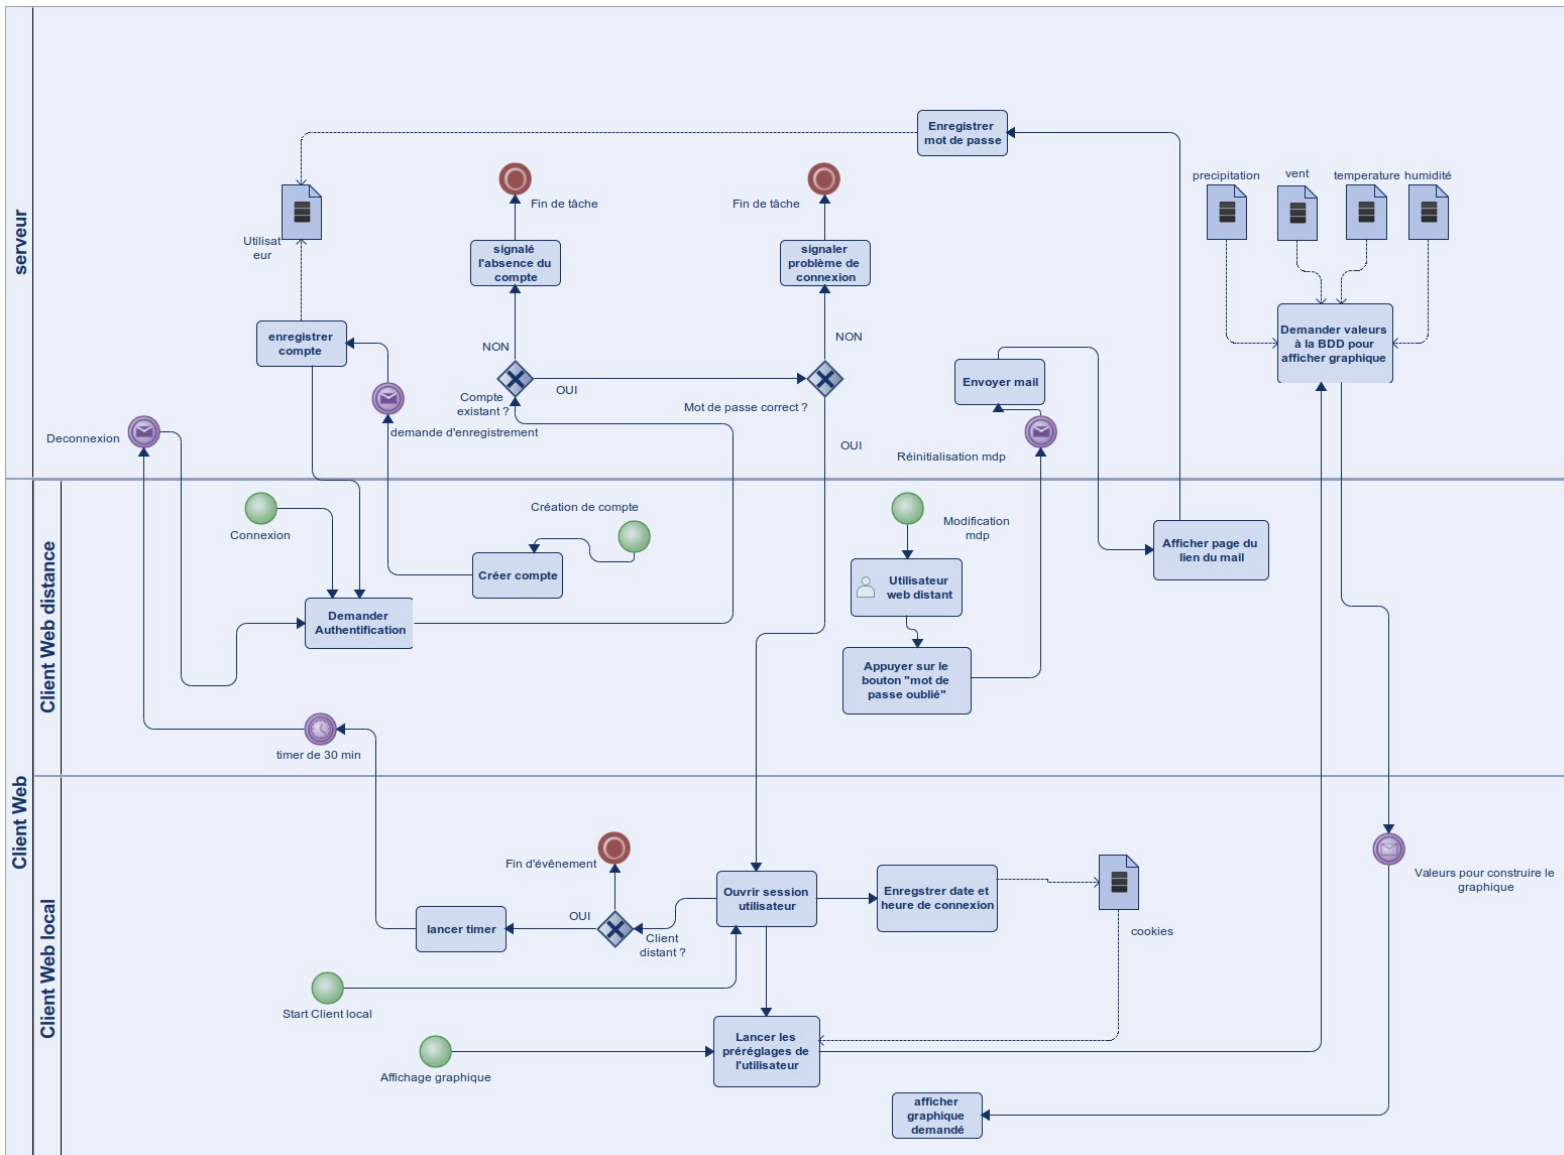 serveur
Client Web
Client Web distance
Client Web local
Enregistrer
mot de passe
precipitation
vent
temperature
humidité
Fin de tâche
Fin de tâche
Utilisat
eur
signalé
l'absence du
compte
signaler
problème de
connexion
enregistrer
compte
NON
NON
Demander valeurs
à la BDD pour
afficher graphique
Envoyer mail
OUI
Compte
existant ?
Mot de passe correct ?
demande d'enregistrement
Deconnexion
OUI
Réinitialisation mdp
Connexion
Création de compte
Modification
mdp
Afficher page du
lien du mail
Créer compte
Utilisateur
web distant
Demander
Authentification
Appuyer sur le
bouton "mot de
passe oublié"
timer de 30 min
Fin d'évênement
Valeurs pour construire le
graphique
Ouvrir session
utilisateur
Enregstrer date et
heure de connexion
OUI
lancer timer
Client
distant ?
cookies
Start Client local
Lancer les
préréglages de
l'utilisateur
Affichage graphique
afficher
graphique
demandé